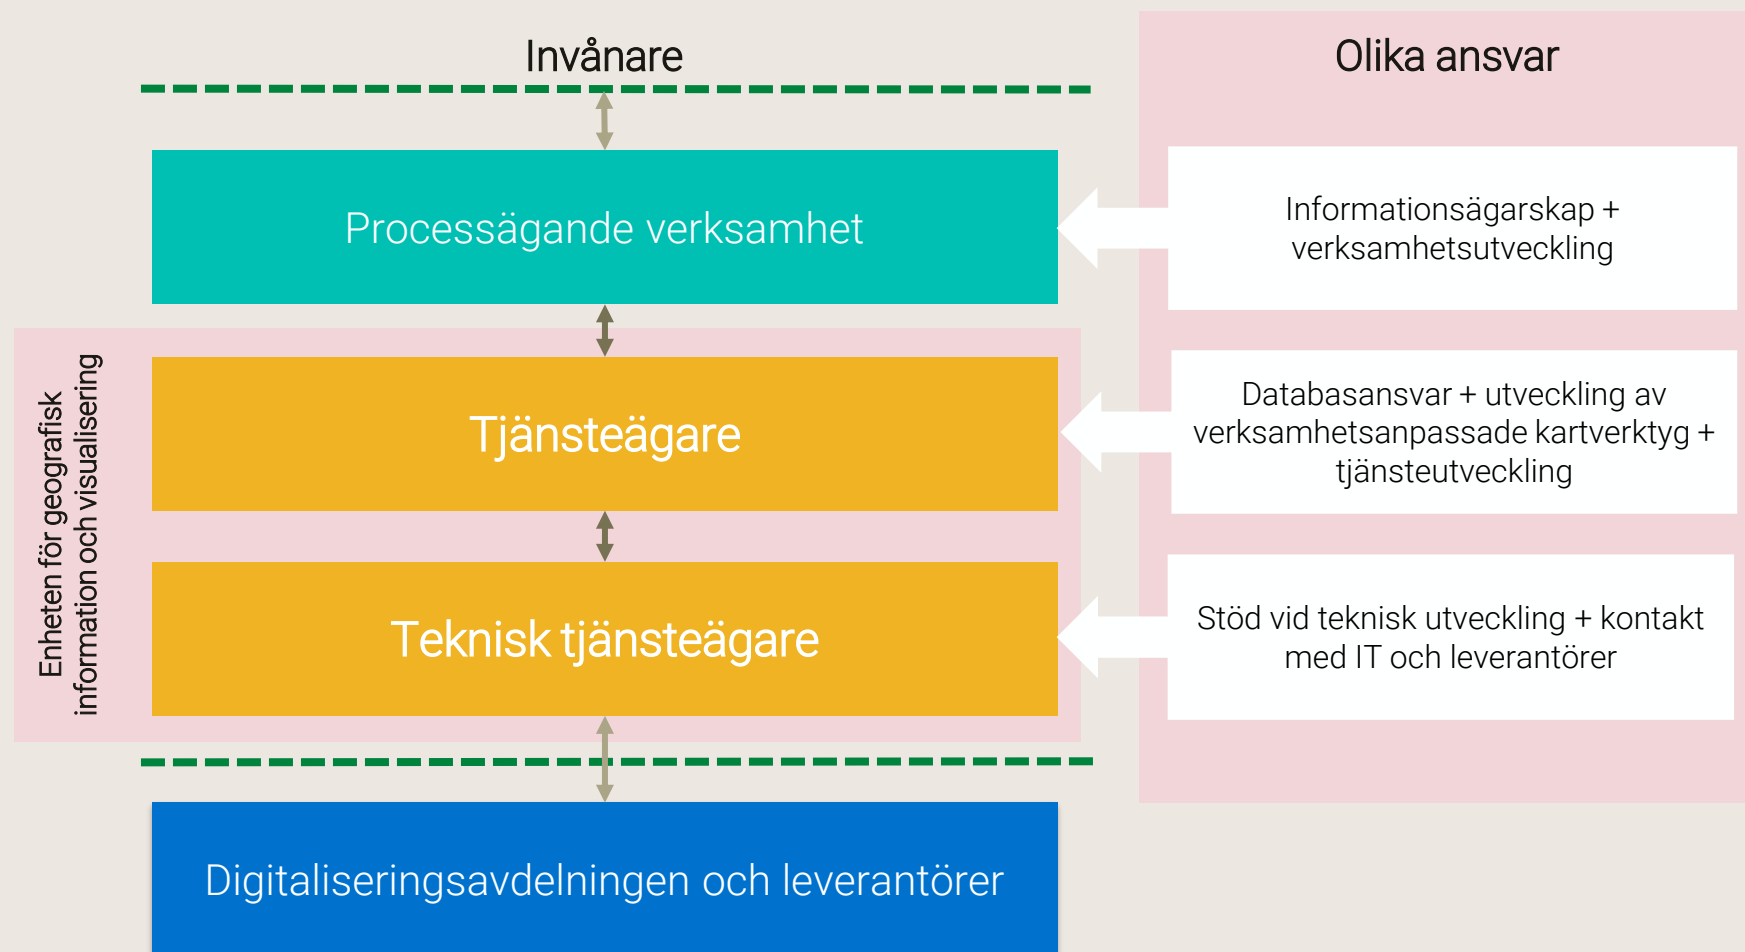 Invånare
Olika ansvar
Processägande verksamhet
Informationsägarskap +
verksamhetsutveckling
Enheten för geografisk
information och visualisering
Tjänsteägare
Databasansvar + utveckling av
verksamhetsanpassade kartverktyg +
tjänsteutveckling
Teknisk tjänsteägare
Stöd vid teknisk utveckling + kontakt
med IT och leverantörer
Digitaliseringsavdelningen och leverantörer